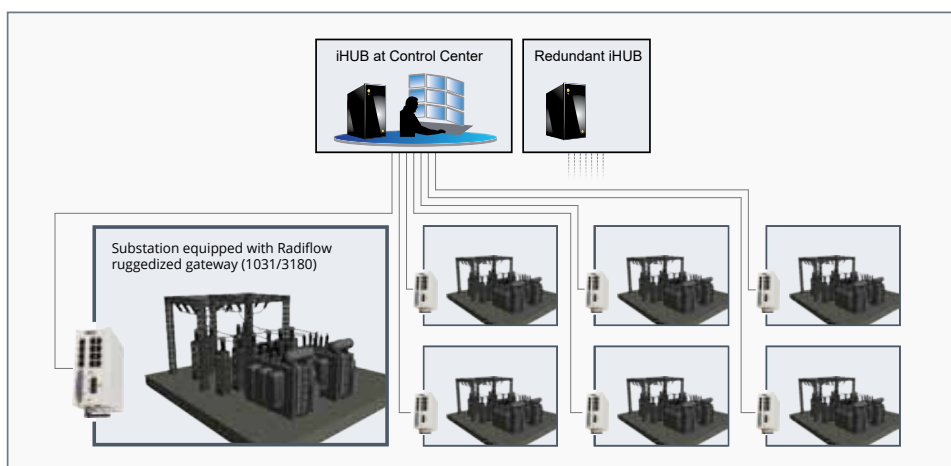 iHUB at Control Center
Redundant iHUB
Substation equipped with Radiflow
ruggedized gateway (1031/3180)